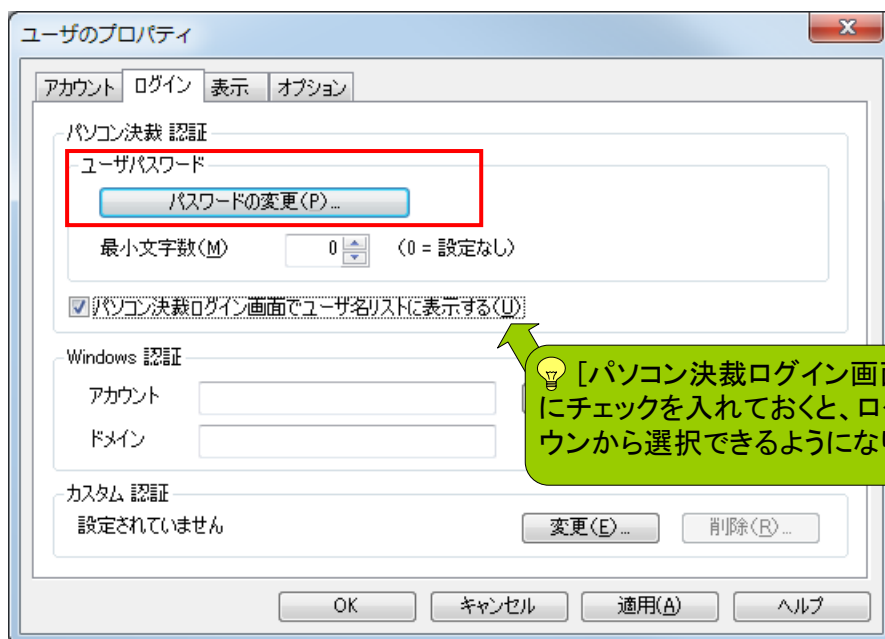 ユーザのプロパティ
アカウント ログイン 表示 オプション
パソコン決裁 認証
ユーザパスワード
パスワードの変更(P)...
最小文字数(M) 0 (0 = 設定なし)
パソコン決裁ログイン画面でユーザ名リストに表示する(U)
Windows 認証
アカウント
ドメイン
[パソコン決裁ログイン画面
にチェックを入れておくと、ログ
ウンから選択できるようになり
カスタム 認証
設定されていません 変更(E)... 削除(R)...
OK キャンセル 適用(A) ヘルプ